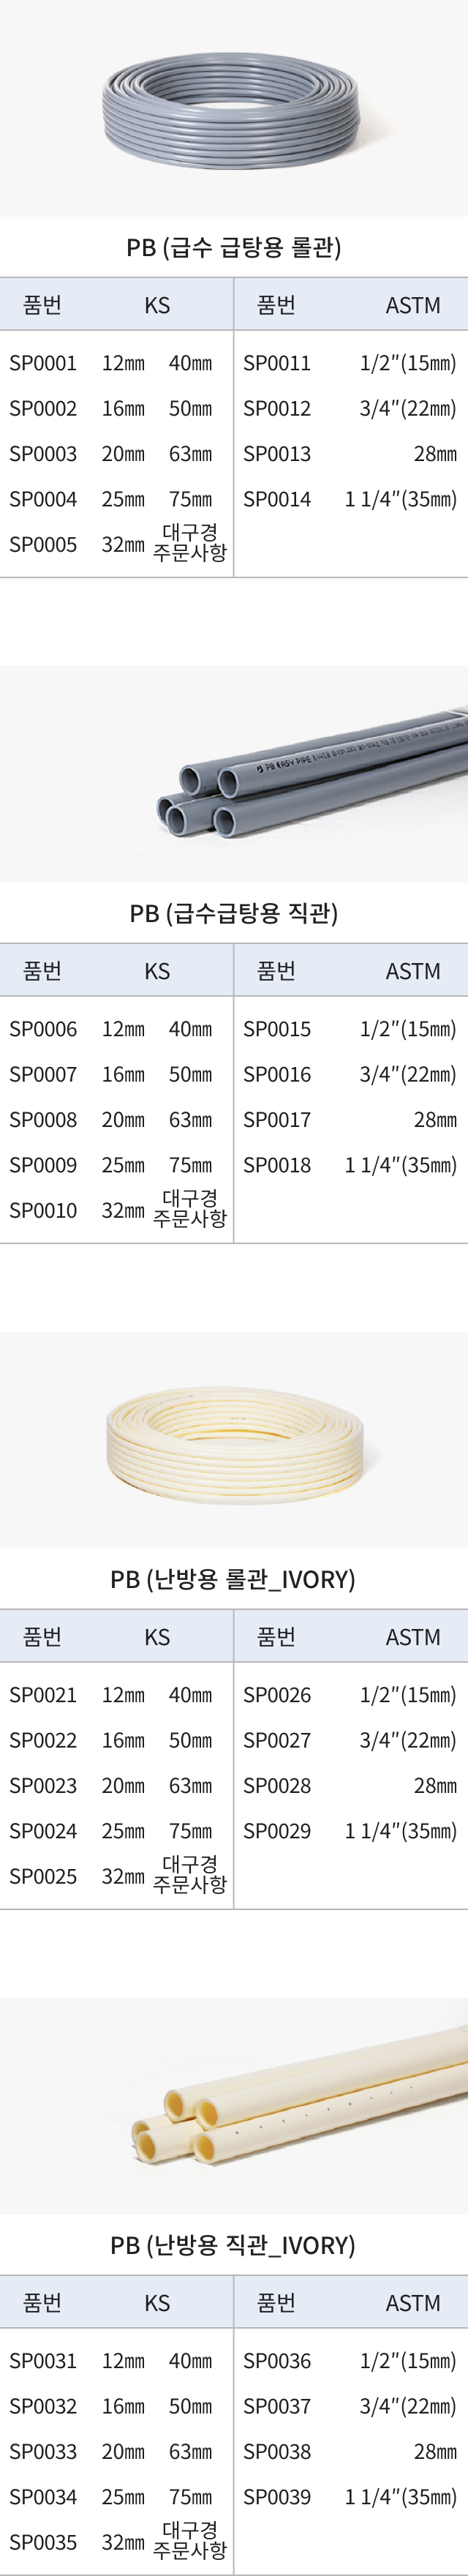 PB (급수 급탕용 롤관)
품번 KS 품번 ASTM
SP0001 12㎜ 40㎜ SP0011 1/2″(15㎜)
SP0002 16㎜ 50㎜ SP0012 3/4″(22㎜)
SP0003 20㎜ 63㎜ SP0013 28㎜
SP0004 25㎜ 75㎜ SP0014 1 1/4″(35㎜)
SP0005 32㎜ 대구경
주문사항
PB EASY PIPE
PB (급수급탕용 직관)
품번 KS 품번 ASTM
SP0006 12㎜ 40㎜ SP0015 1/2″(15㎜)
SP0007 16㎜ 50㎜ SP0016 3/4″(22㎜)
SP0008 20㎜ 63㎜ SP0017 28㎜
SP0009 25㎜ 75㎜ SP0018 1 1/4″(35㎜)
SP0010 32㎜ 대구경
주문사항
PB (난방용 롤관_IVORY)
품번 KS 품번 ASTM
SP0021 12㎜ 40㎜ SP0026 1/2″(15㎜)
SP0022 16㎜ 50㎜ SP0027 3/4″(22㎜)
SP0023 20㎜ 63㎜ SP0028 28㎜
SP0024 25㎜ 75㎜ SP0029 1 1/4″(35㎜)
SP0025 32㎜ 대구경
주문사항
PB (난방용 직관_IVORY)
품번 KS 품번 ASTM
SP0031 12㎜ 40㎜ SP0036 1/2″(15㎜)
SP0032 16㎜ 50㎜ SP0037 3/4″(22㎜)
SP0033 20㎜ 63㎜ SP0038 28㎜
SP0034 25㎜ 75㎜ SP0039 1 1/4″(35㎜)
SP0035 32㎜ 대구경
주문사항